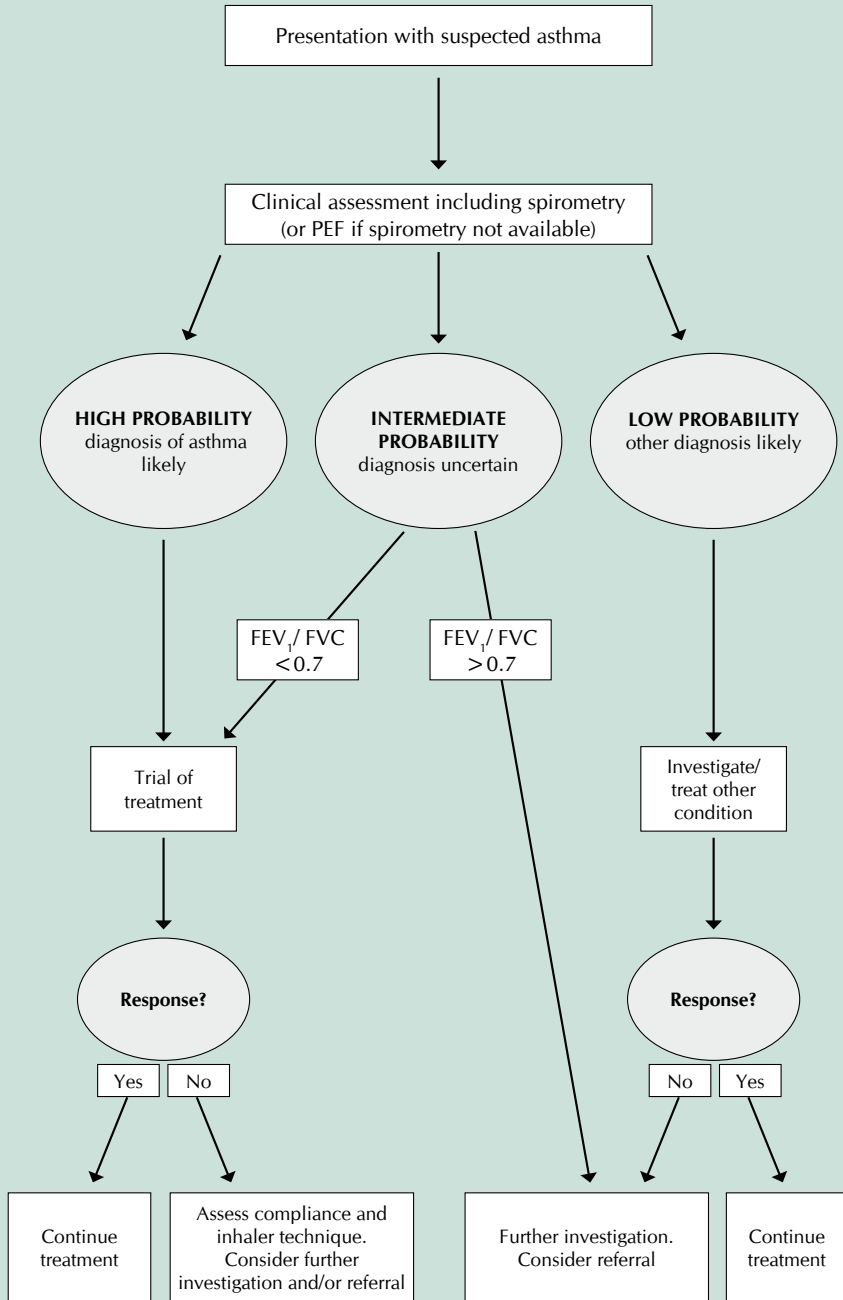 Presentation with suspected asthma
Clinical assessment including spirometry
(or PEF if spirometry not available)
HIGH PROBABILITY
diagnosis of asthma
likely
INTERMEDIATE
PROBABILITY
diagnosis uncertain
LOW PROBABILITY
other diagnosis likely
FEV₁/ FVC
<0.7
FEV₁/ FVC
>0.7
Trial of
treatment
Investigate/
treat other
condition
Response?
Response?
Yes
No
No
Yes
Continue
treatment
Assess compliance and
inhaler technique.
Consider further
investigation and/or referral
Further investigation.
Consider referral
Continue
treatment